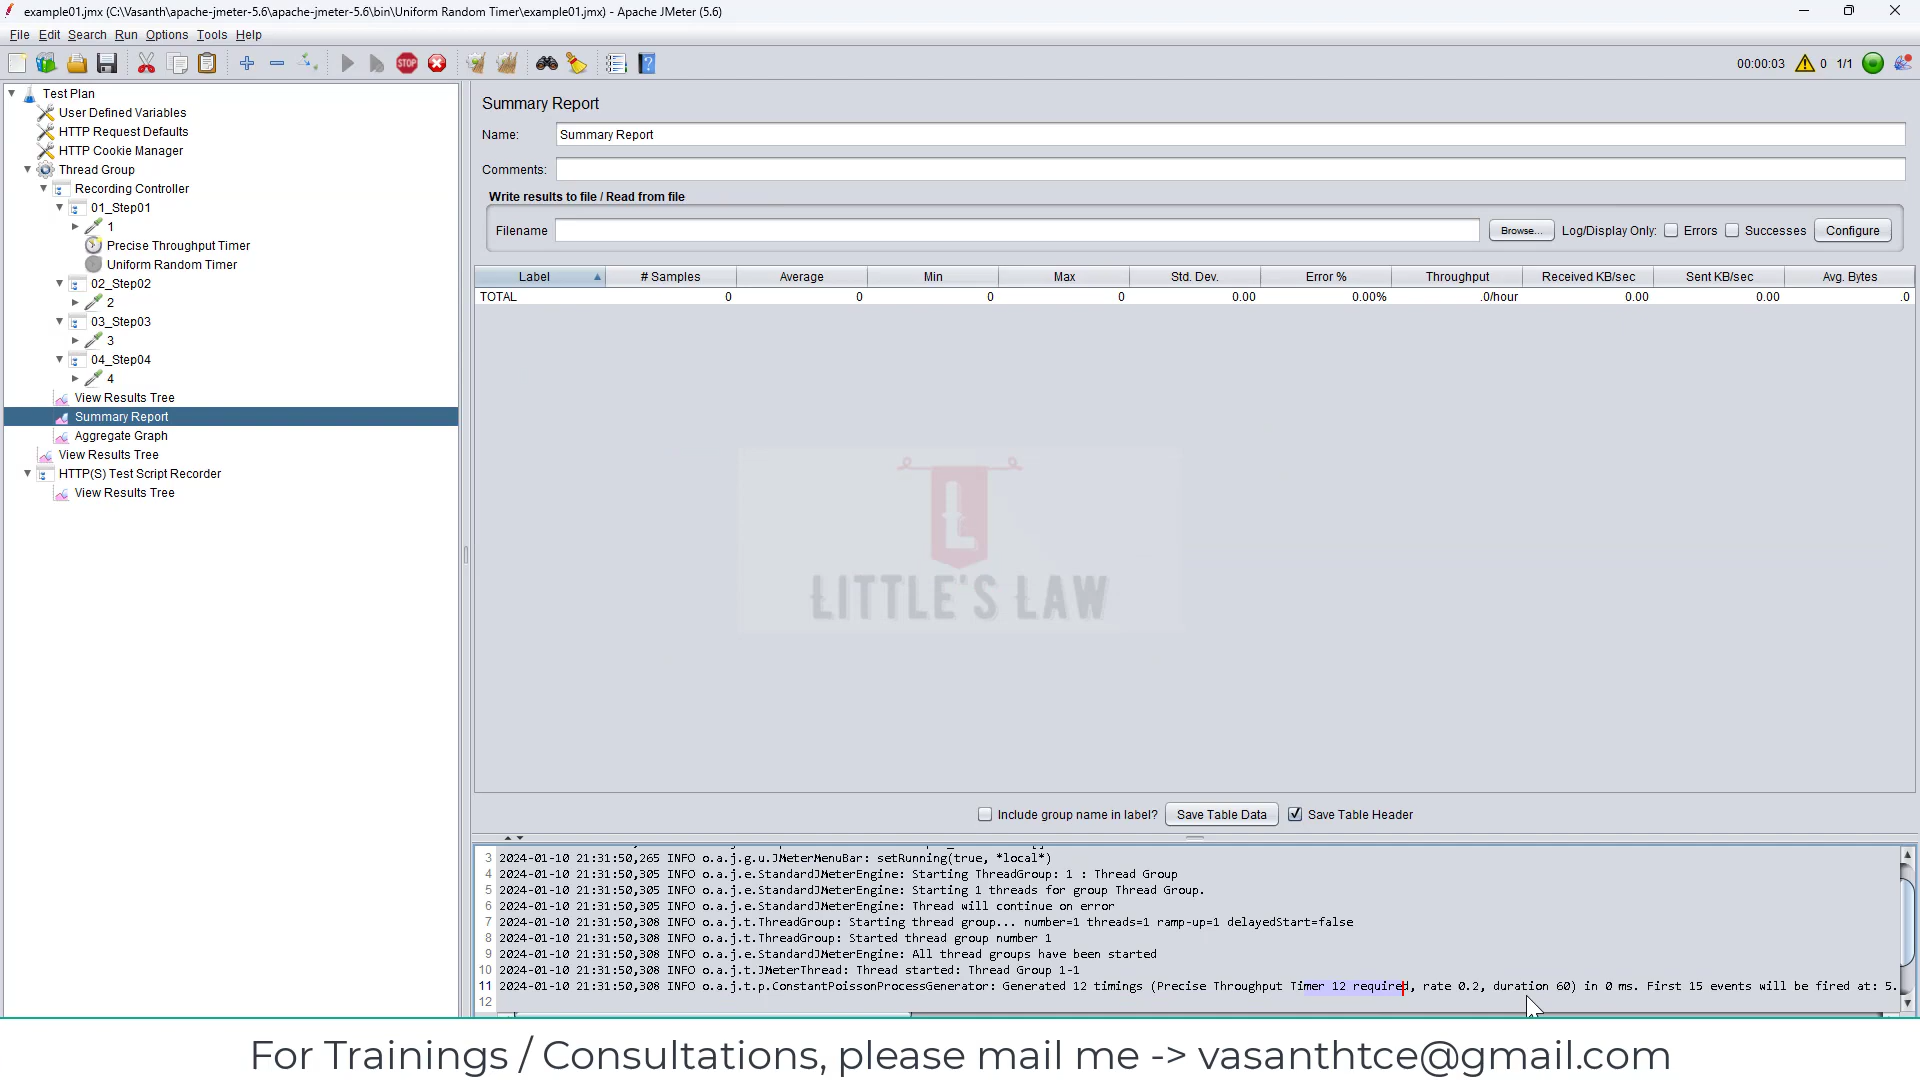 example01.jmx (C:\Vasanth\apache-jmeter-5.6\apache-jmeter-5.6\bin\Uniform Random Timer\example01.jmx) - Apache JMeter (5.6)
File Edit Search Run Options Tools Help
STOP
00:00:03 0 1/1
Test Plan
User Defined Variables
HTTP Request Defaults
HTTP Cookie Manager
Thread Group
Recording Controller
01_Step01
1
Precise Throughput Timer
Uniform Random Timer
02_Step02
2
03_Step03
3
04_Step04
4
View Results Tree
Summary Report
Aggregate Graph
View Results Tree
HTTP(S) Test Script Recorder
View Results Tree
Summary Report
Name: Summary Report
Comments:
Write results to file / Read from file
Filename Browse... Log/Display Only: Errors Successes Configure
Label # Samples Average Min Max Std. Dev. Error % Throughput Received KB/sec Sent KB/sec Avg. Bytes
TOTAL 0 0 0 0 0.00 0.00% .0/hour 0.00 0.00 .0
L
LITTLE'S LAW
Include group name in label? Save Table Data Save Table Header
3 2024-01-10 21:31:50,265 INFO o.a.j.g.u.JMeterMenuBar: setRunning(true, *local*)
4 2024-01-10 21:31:50,305 INFO o.a.j.e.StandardJMeterEngine: Starting ThreadGroup: 1 : Thread Group
5 2024-01-10 21:31:50,305 INFO o.a.j.e.StandardJMeterEngine: Starting 1 threads for group Thread Group.
6 2024-01-10 21:31:50,305 INFO o.a.j.e.StandardJMeterEngine: Thread will continue on error
7 2024-01-10 21:31:50,308 INFO o.a.j.t.ThreadGroup: Starting thread group... number=1 threads=1 ramp-up=1 delayedStart=false
8 2024-01-10 21:31:50,308 INFO o.a.j.t.ThreadGroup: Started thread group number 1
9 2024-01-10 21:31:50,308 INFO o.a.j.e.StandardJMeterEngine: All thread groups have been started
10 2024-01-10 21:31:50,308 INFO o.a.j.t.JMeterThread: Thread started: Thread Group 1-1
11 2024-01-10 21:31:50,308 INFO o.a.j.t.p.ConstantPoissonProcessGenerator: Generated 12 timings (Precise Throughput Timer 12 required, rate 0.2, duration 60) in 0 ms. First 15 events will be fired at: 5.
12
For Trainings / Consultations, please mail me -> vasanthtce@gmail.com